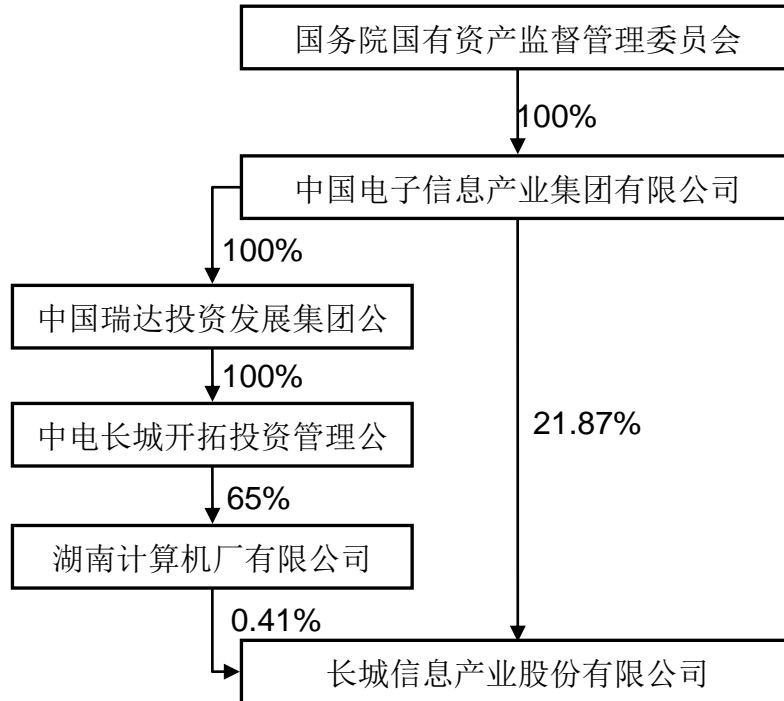 国务院国有资产监督管理委员会
100%
中国电子信息产业集团有限公司
100%
中国瑞达投资发展集团公
100%
中电长城开拓投资管理公
21.87%
65%
湖南计算机厂有限公司
0.41%
长城信息产业股份有限公司